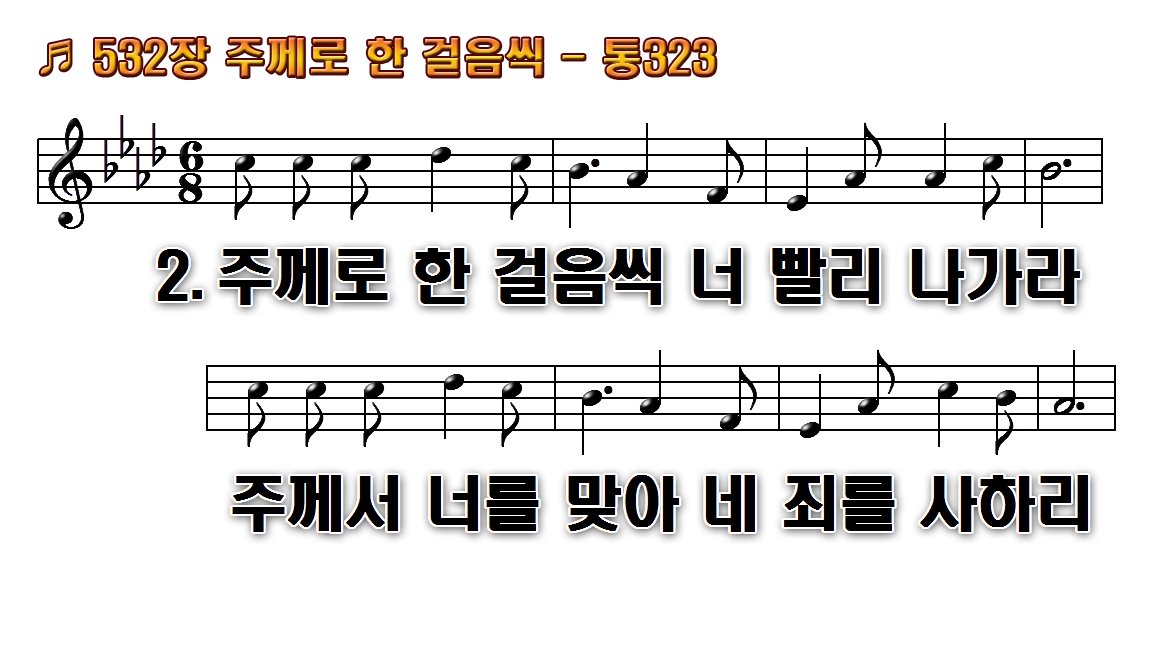 ♬ 532장 주께로 한 걸음씩 - 통323
6
8
2. 주께로 한 걸음씩 너 빨리 나가라
주께서 너를 맞아 네 죄를 사하리